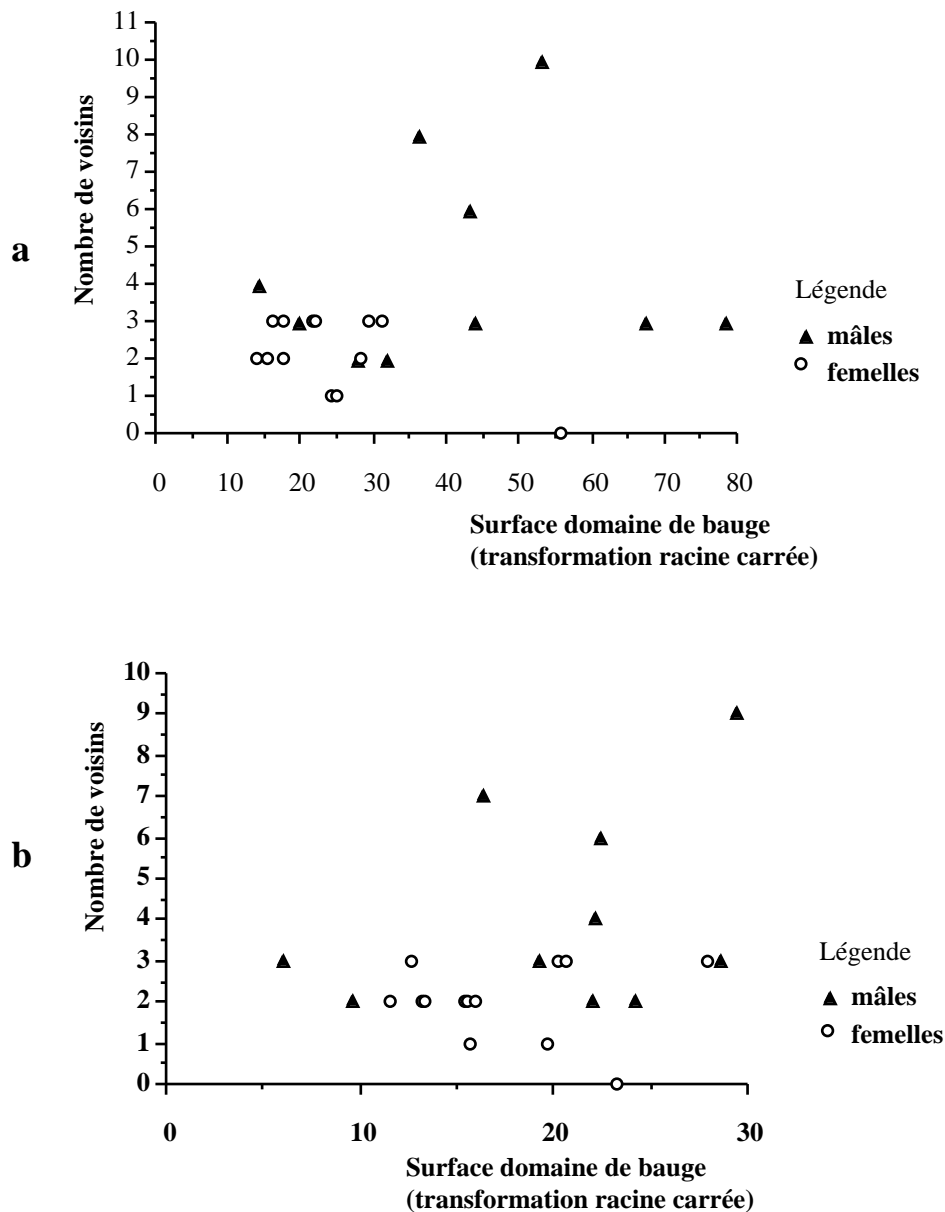 a
Nombre de voisins
11
10
9
8
7
6
5
4
3
2
1
0
0 10 20 30 40 50 60 70 80
Surface domaine de bauge
(transformation racine carrée)
Légende
mâles
femelles
b
Nombre de voisins
10
9
8
7
6
5
4
3
2
1
0
0 10 20 30
Surface domaine de bauge
(transformation racine carrée)
Légende
mâles
femelles